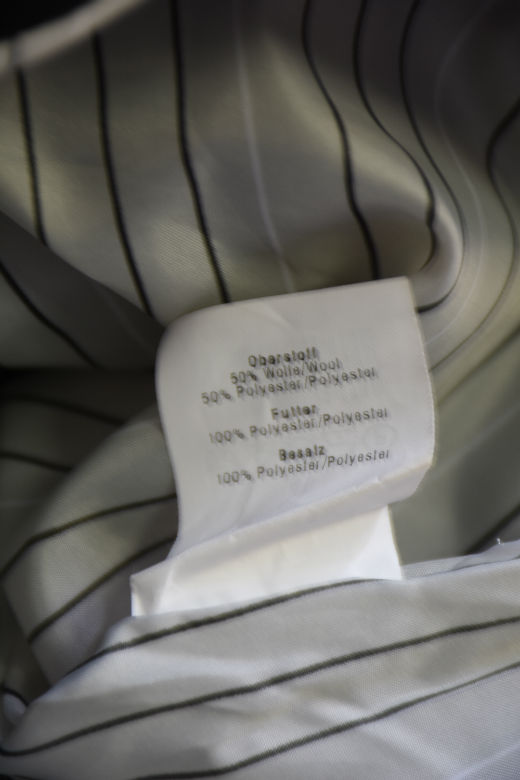 Oberstoff
50% Wolle/Wool
50% Polyester/Polyester
Futter
100% Polyester/Polyester
Besatz
100% Polyester/Polyester